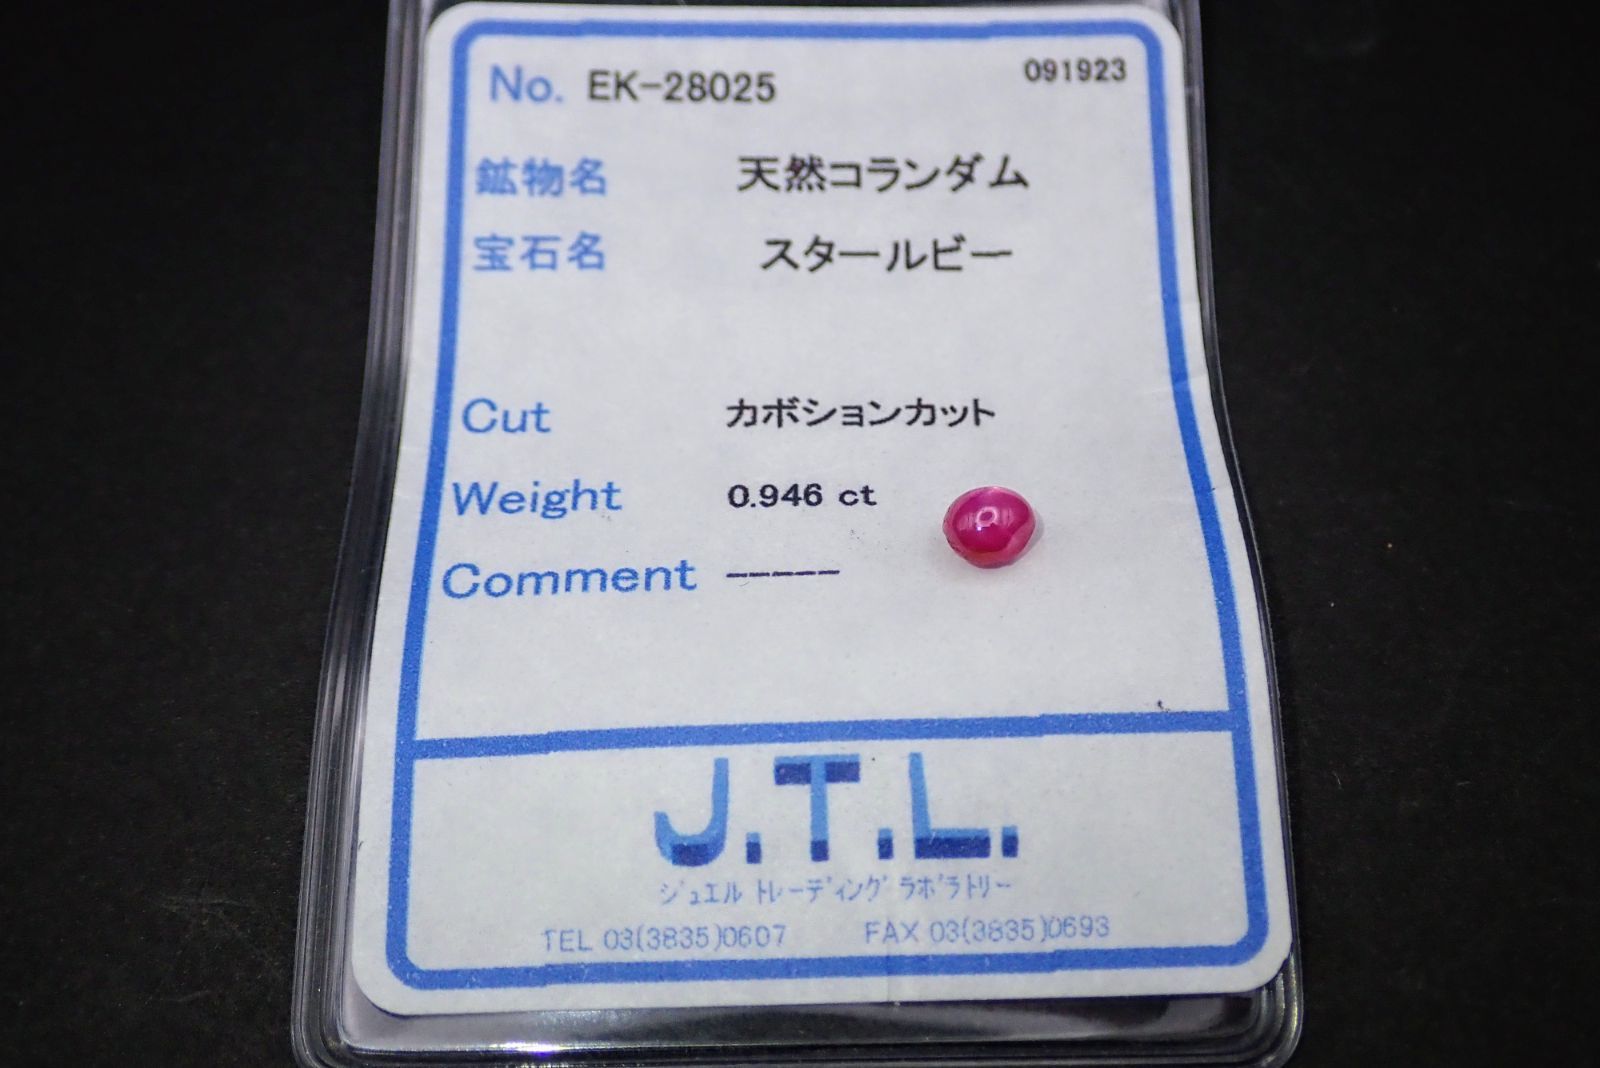 No. EK-28025 091923
鉱物名 天然コランダム
宝石名 スタールビー
Cut カボションカット
Weight 0.946 ct
Comment -----
J.T.L.
ｼﾞｭｴﾙ ﾄﾚｰﾃﾞｨﾝｸﾞ ﾗﾎﾞﾗﾄﾘｰ
TEL 03(3835)0607 FAX 03(3835)0693